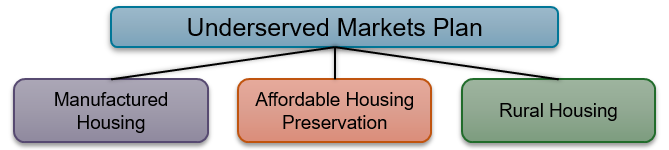 Underserved Markets Plan
Manufactured
Housing
Affordable Housing
Preservation
Rural Housing